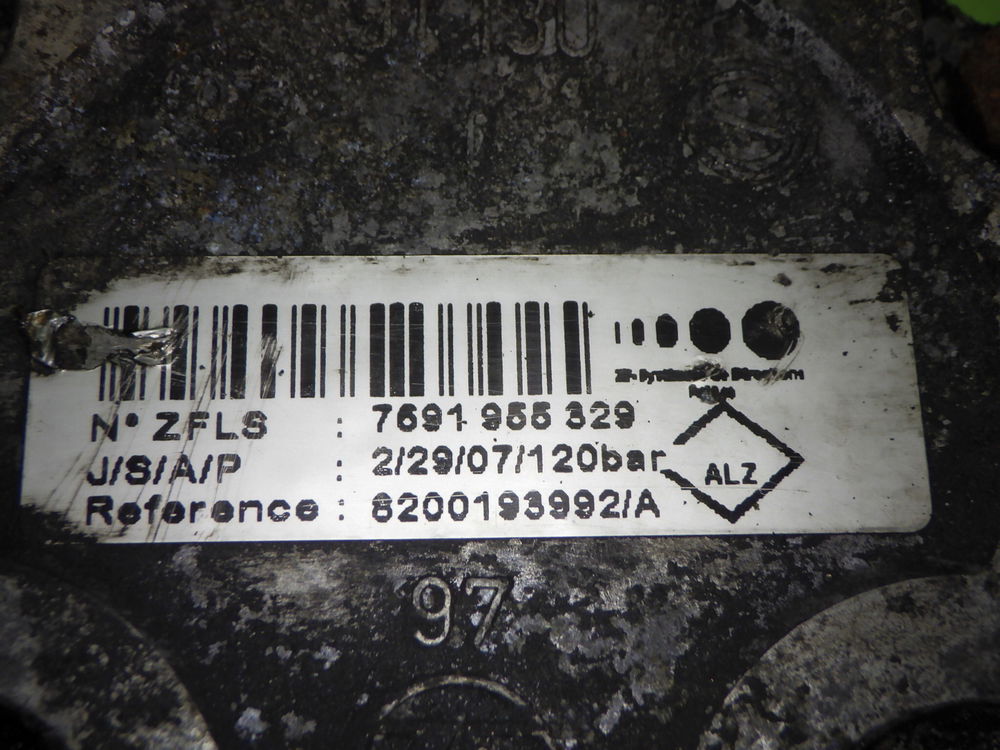 N° ZFLS : 7691 955 329
J/S/A/P : 2/29/07/120bar
Reference : 8200193992/A
ALZ
97